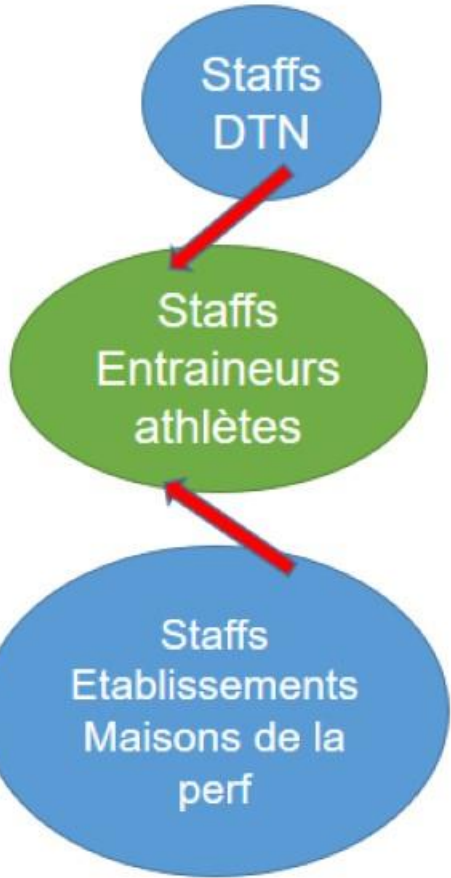 Staffs
DTN
Staffs
Entraineurs
athlètes
Staffs
Etablissements
Maisons de la
perf